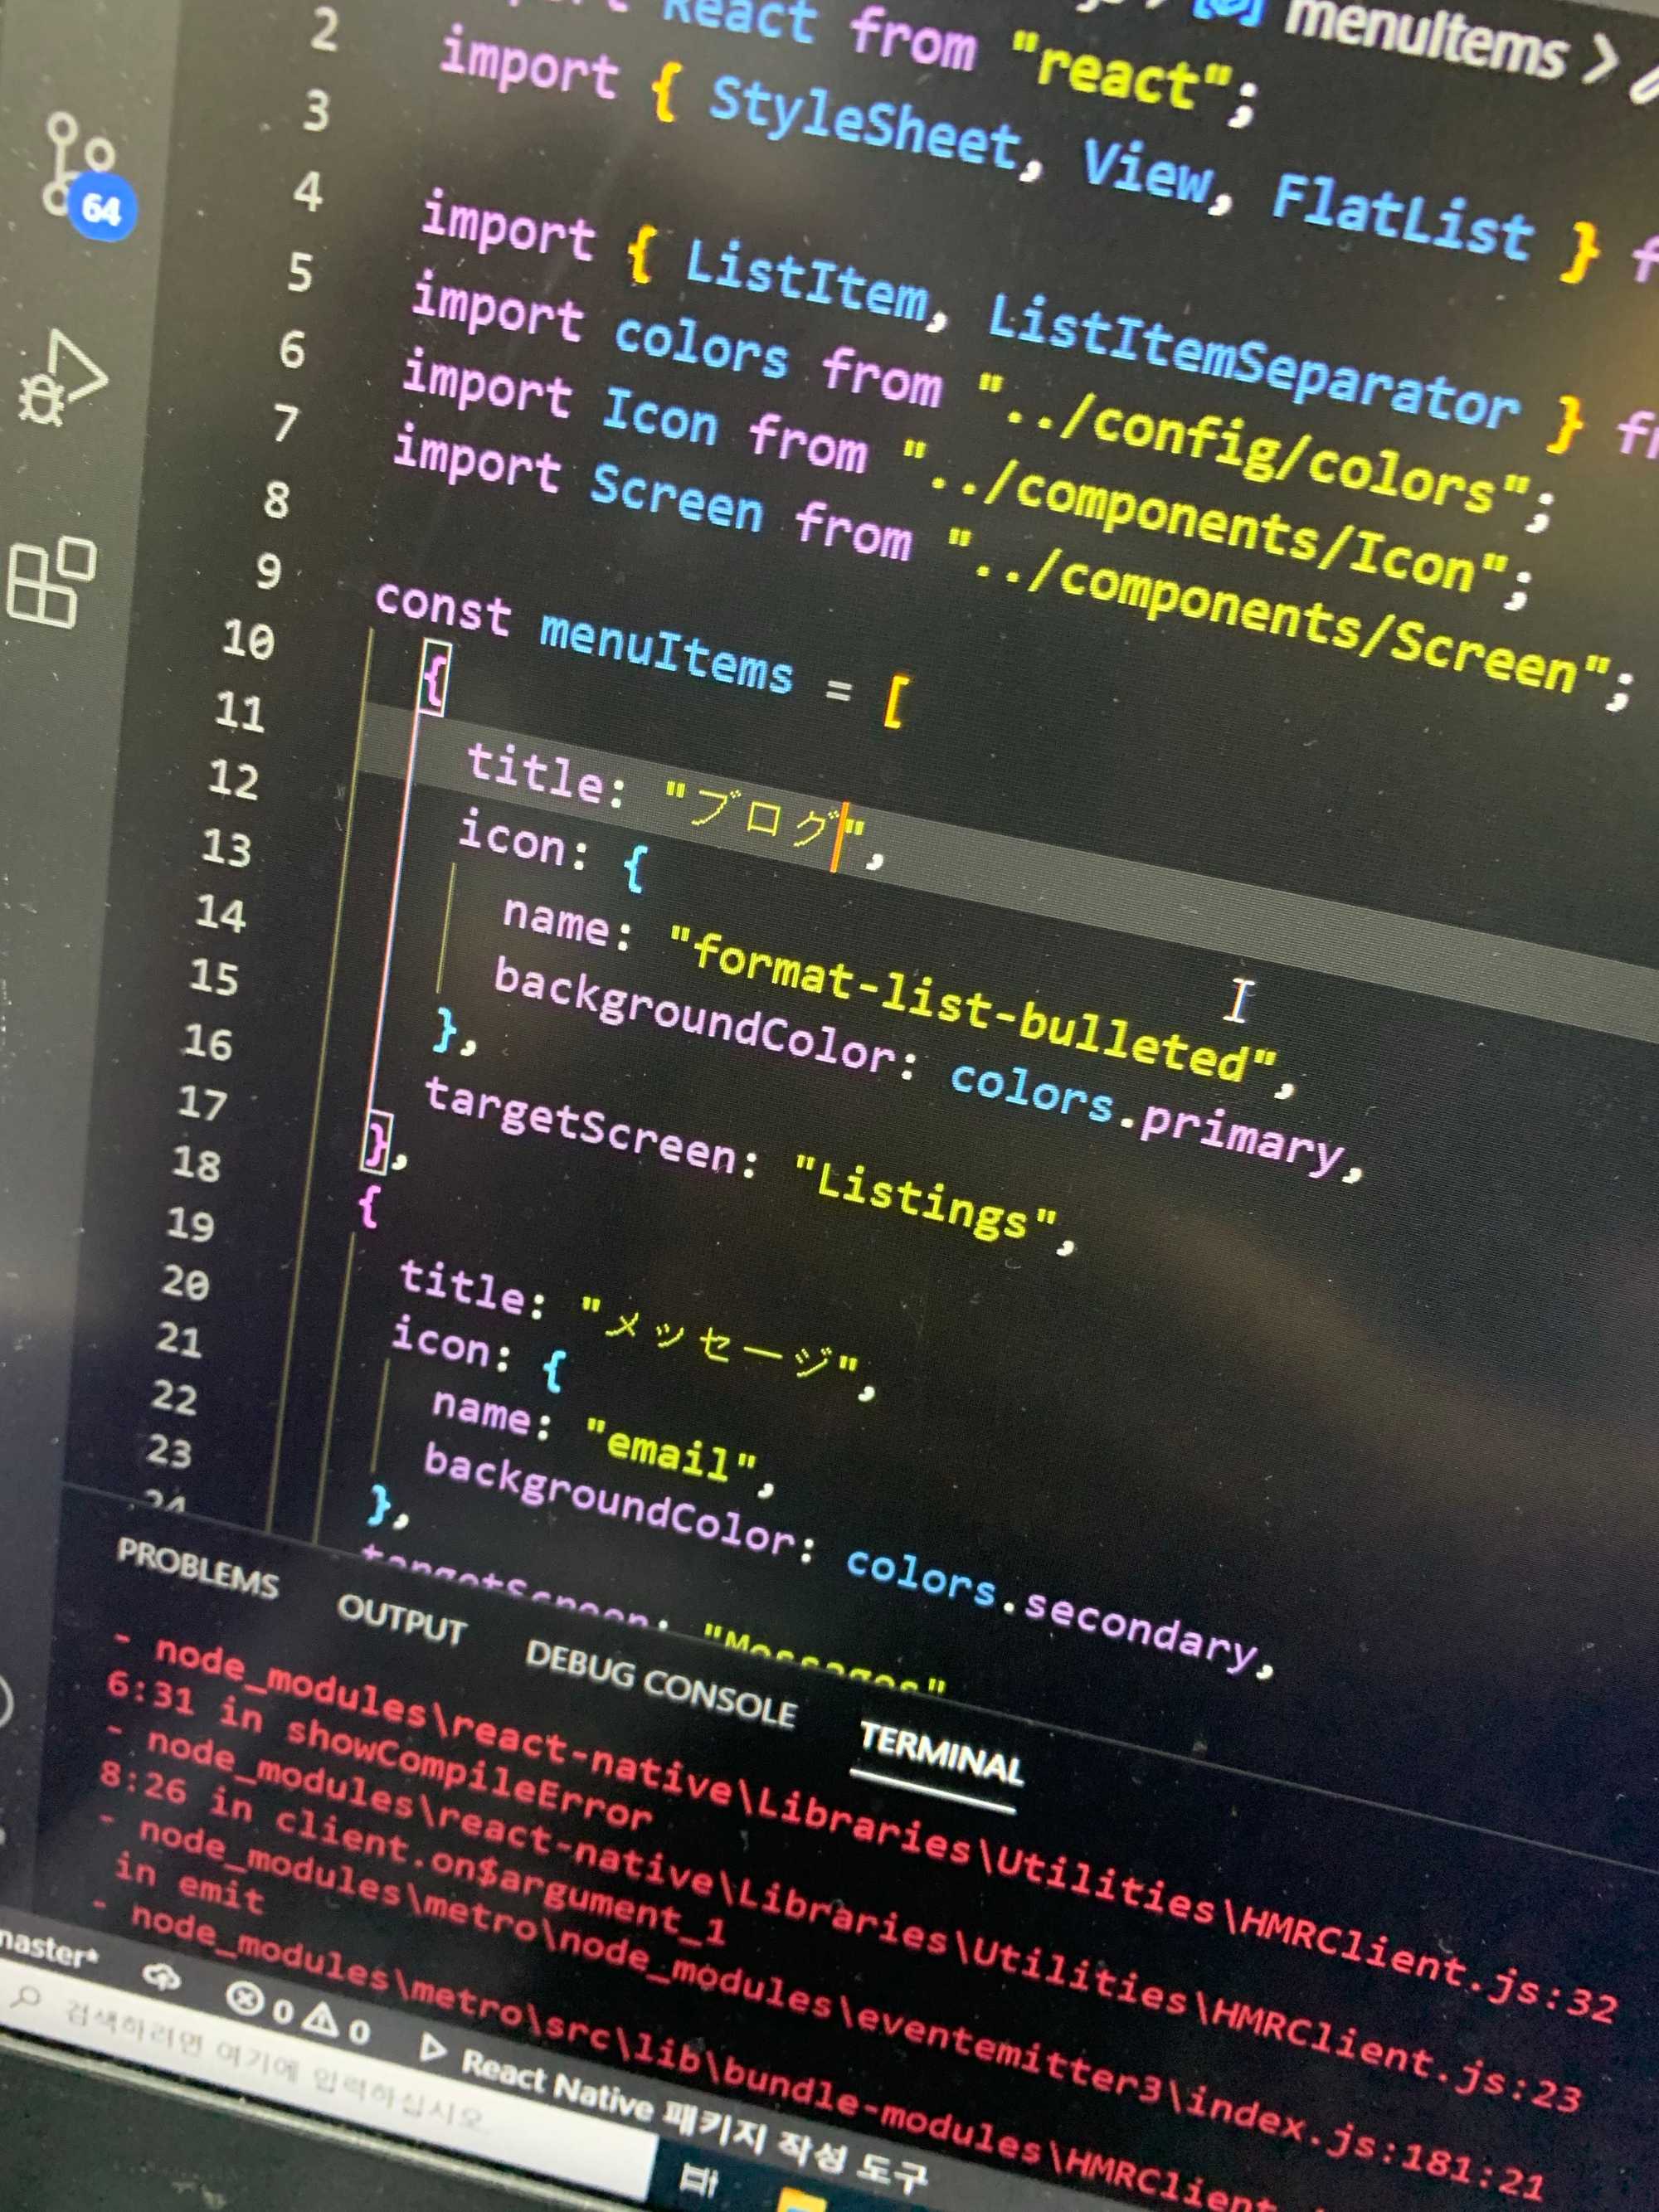 menuItems >
2
3
4
5
6
7
8
9
10
11
12
13
14
15
16
17
18
19
20
21
22
23
24
64
React from "react";
import { StyleSheet, View, FlatList } f
import { ListItem, ListItemSeparator } fr
import colors from "../config/colors";
import Icon from "../components/Icon";
import Screen from "../components/Screen";
const menuItems = [
{
title: "ブログ",
icon: {
name: "format-list-bulleted",
backgroundColor: colors.primary,
},
targetScreen: "Listings",
},
{
title: "メッセージ",
icon: {
name: "email",
backgroundColor: colors.secondary,
},
targetScreen: "Messages"
PROBLEMS OUTPUT DEBUG CONSOLE TERMINAL
- node_modules\react-native\Libraries\Utilities\HMRClient.js:32
6:31 in showCompileError
- node_modules\react-native\Libraries\Utilities\HMRClient.js:23
8:26 in client.on$argument_1
- node_modules\metro\node_modules\eventemitter3\index.js:181:21
in emit
- node_modules\metro\src\lib\bundle-modules\HMRClient
master* 0 0 React Native 패키지 작성 도구
검색하려면 여기에 입력하십시오.